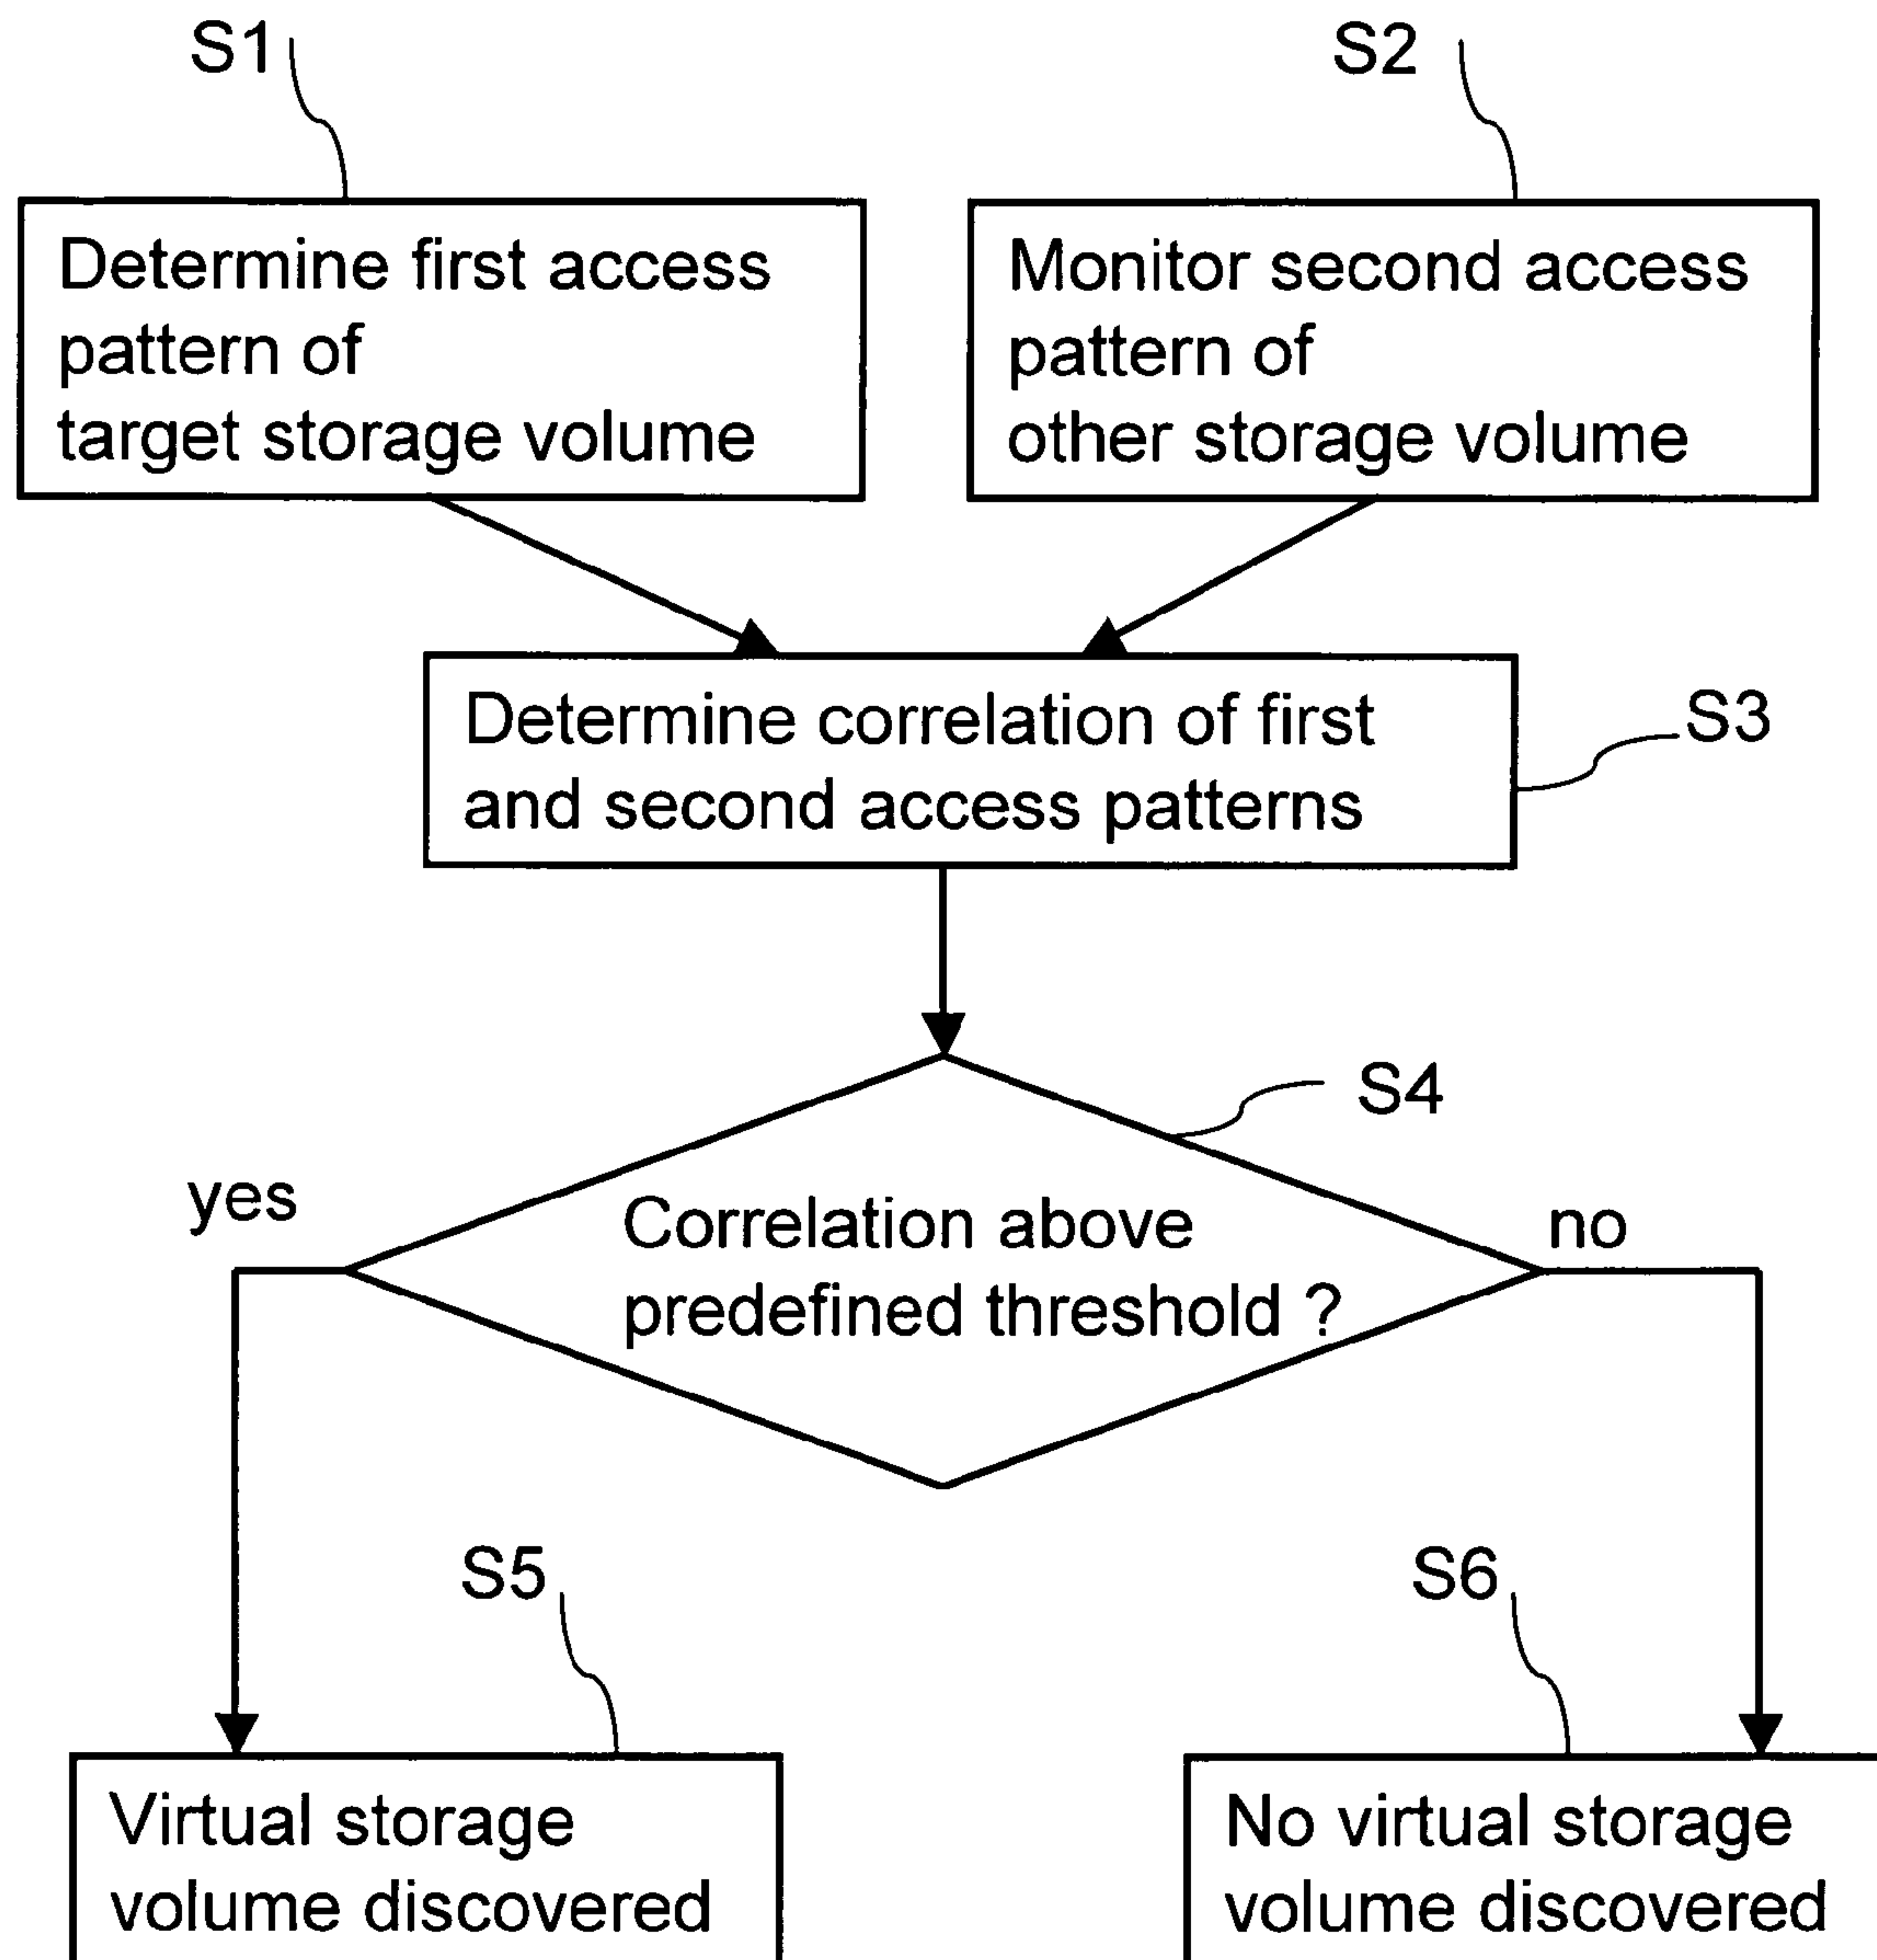 S1
S2
Determine first access
pattern of
target storage volume
Monitor second access
pattern of
other storage volume
Determine correlation of first
and second access patterns
S3
S4
yes
Correlation above
predefined threshold ?
no
S5
S6
Virtual storage
volume discovered
No virtual storage
volume discovered